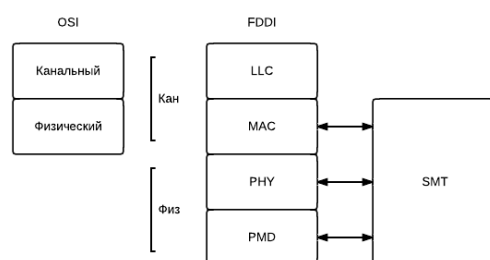 OSI
FDDI
Канальный
LLC
Кан
Физический
MAC
PHY
SMT
Физ
PMD